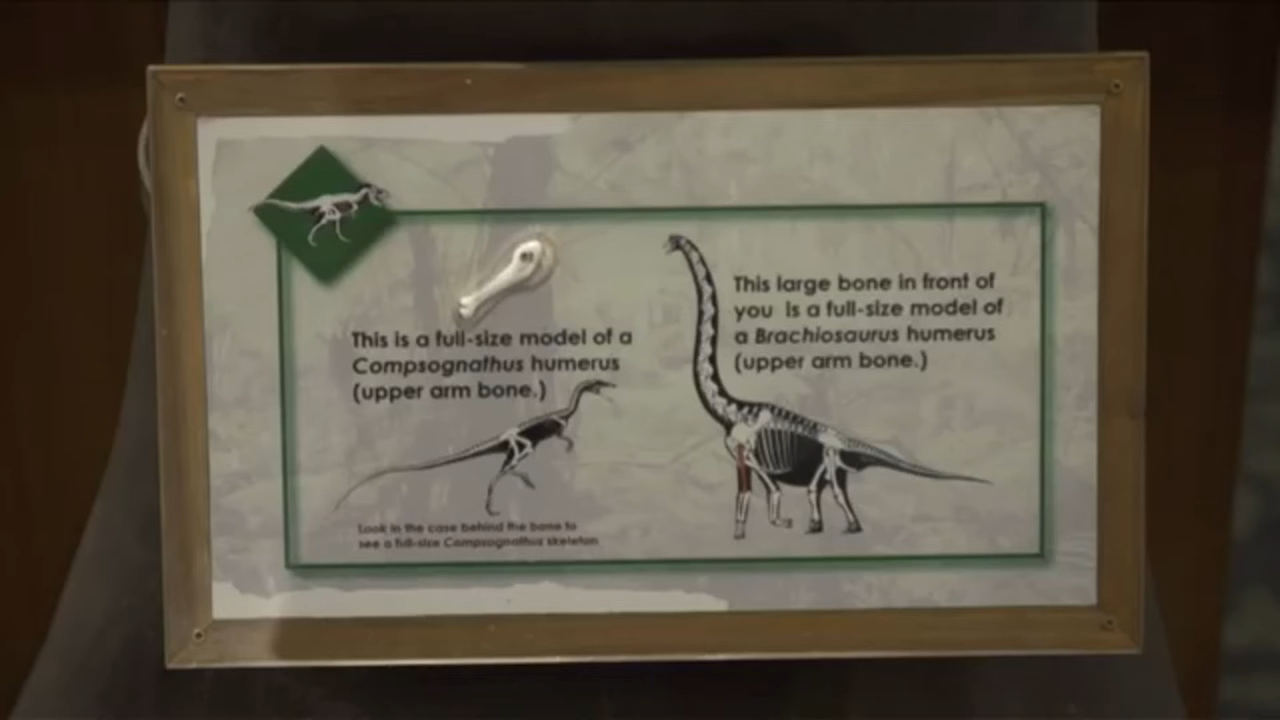 This is a full-size model of a
Compsognathus humerus
(upper arm bone.)
Look in the case behind the bone to
see a full-size Compsognathus skeleton
This large bone in front of
you is a full-size model of
a Brachiosaurus humerus
(upper arm bone.)